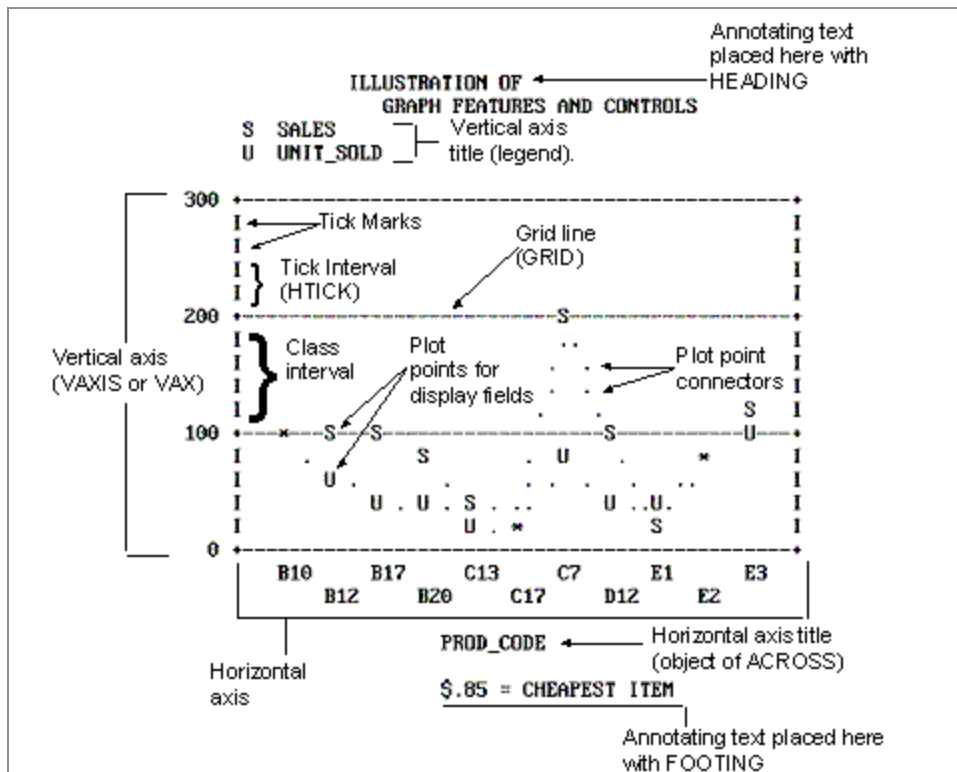 Annotating text
placed here with
HEADING
ILLUSTRATION OF
GRAPH FEATURES AND CONTROLS
S SALES
U UNIT_SOLD
Vertical axis
title (legend).
300
Tick Marks
Grid line
(GRID)
Tick Interval
(HTICK)
200
S
Vertical axis
(VAXIS or VAX)
Class
interval
Plot
points for
display fields
Plot point
connectors
S
100 * S S S U
S U *
U
U U S U U
U * S
0
B10 B17 C13 C7 E1 E3
B12 B20 C17 D12 E2
PROD_CODE
Horizontal axis title
(object of ACROSS)
Horizontal
axis
$.85 = CHEAPEST ITEM
Annotating text placed here
with FOOTING